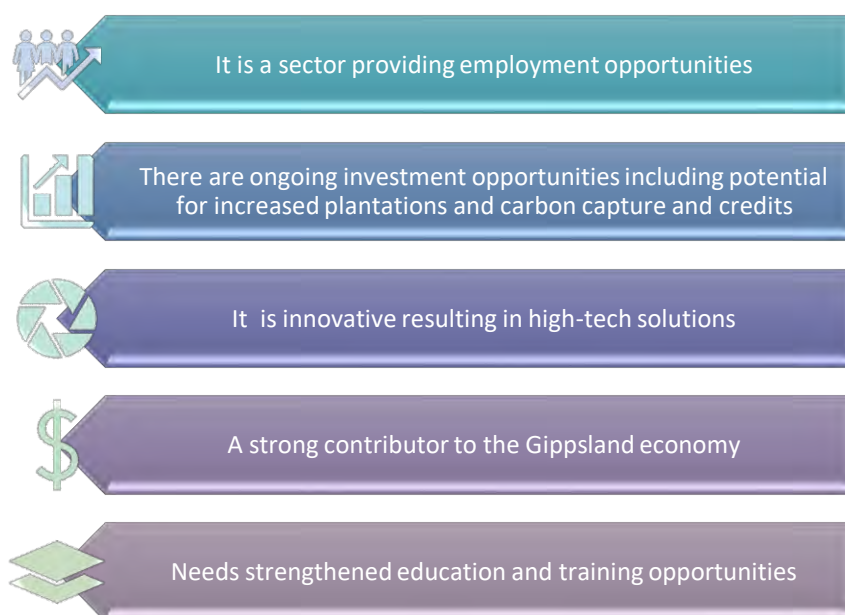 It is a sector providing employment opportunities
There are ongoing investment opportunities including potential
for increased plantations and carbon capture and credits
It  is innovative resulting in high-tech solutions
A strong contributor to the Gippsland economy
Needs strengthened education and training opportunities